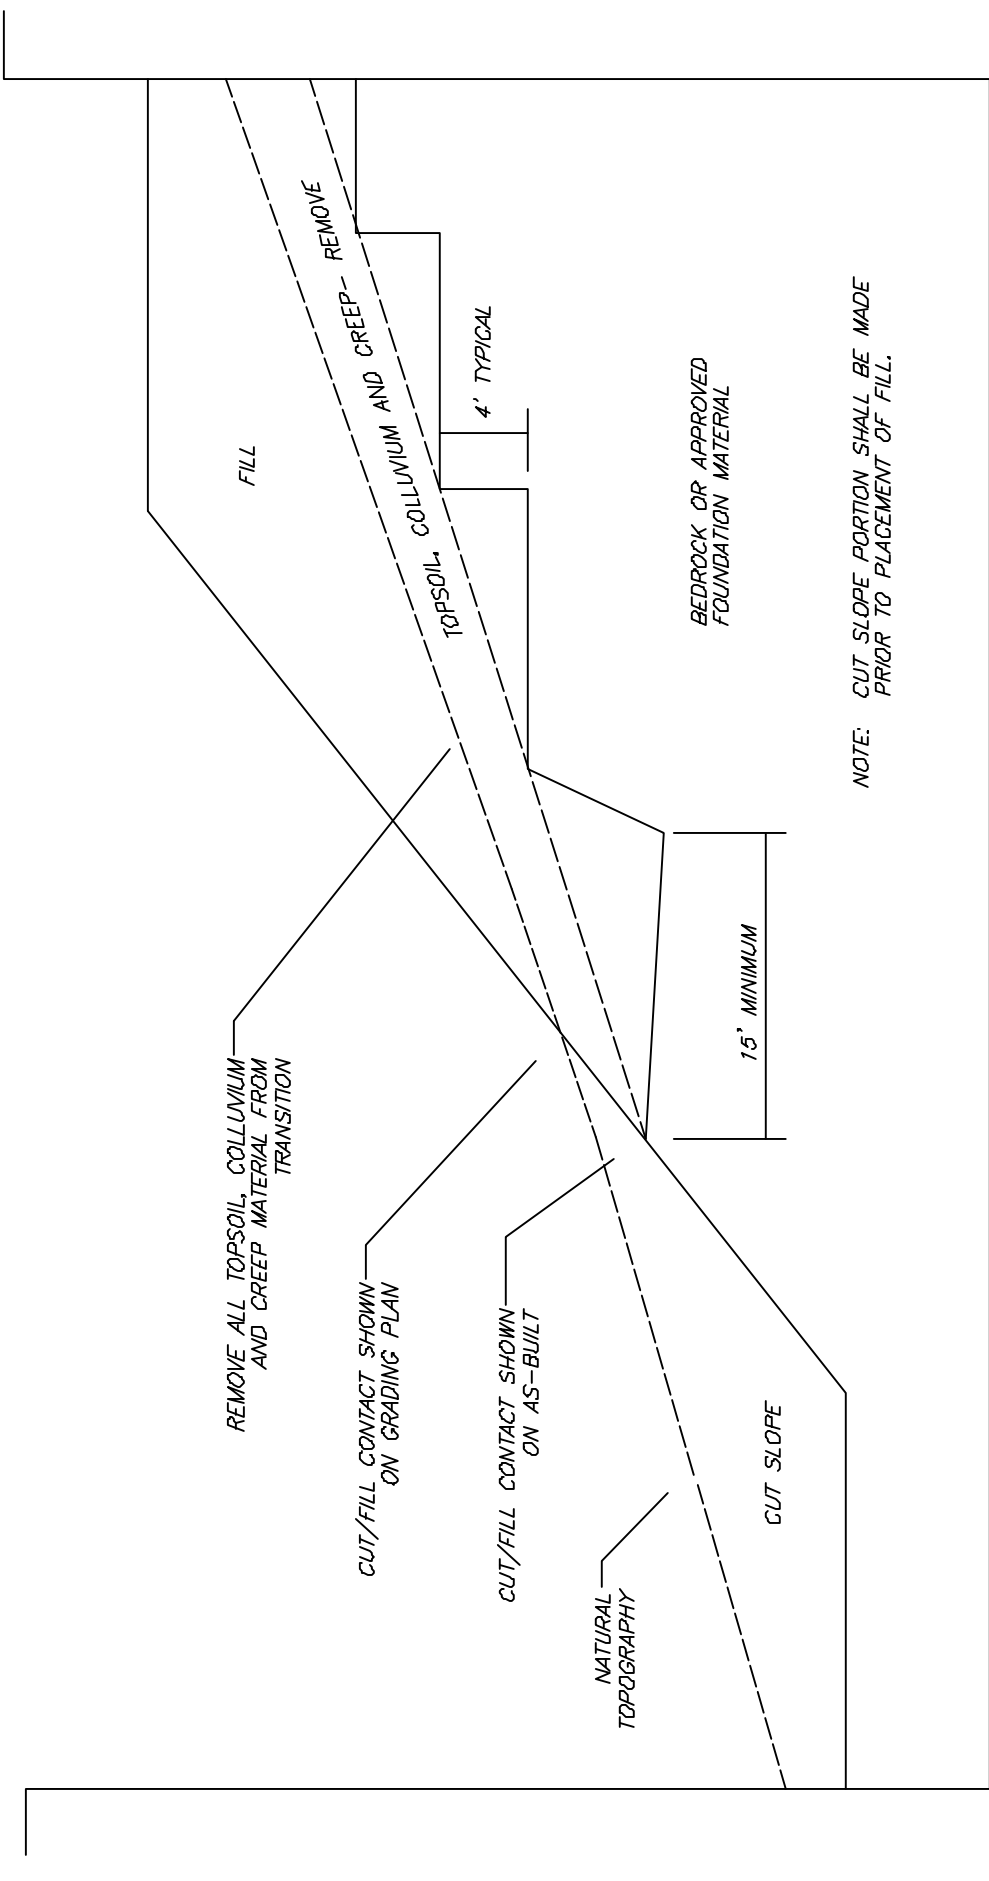 REMOVE ALL TOPSOIL, COLLUVIUM
AND CREEP MATERIAL FROM
TRANSITION
CUT/FILL CONTACT SHOWN
ON GRADING PLAN
CUT/FILL CONTACT SHOWN
ON AS-BUILT
NATURAL
TOPOGRAPHY
CUT SLOPE
FILL
TOPSOIL, COLLUVIUM AND CREEP- REMOVE
4' TYPICAL
15' MINIMUM
BEDROCK OR APPROVED
FOUNDATION MATERIAL
NOTE: CUT SLOPE PORTION SHALL BE MADE
PRIOR TO PLACEMENT OF FILL.